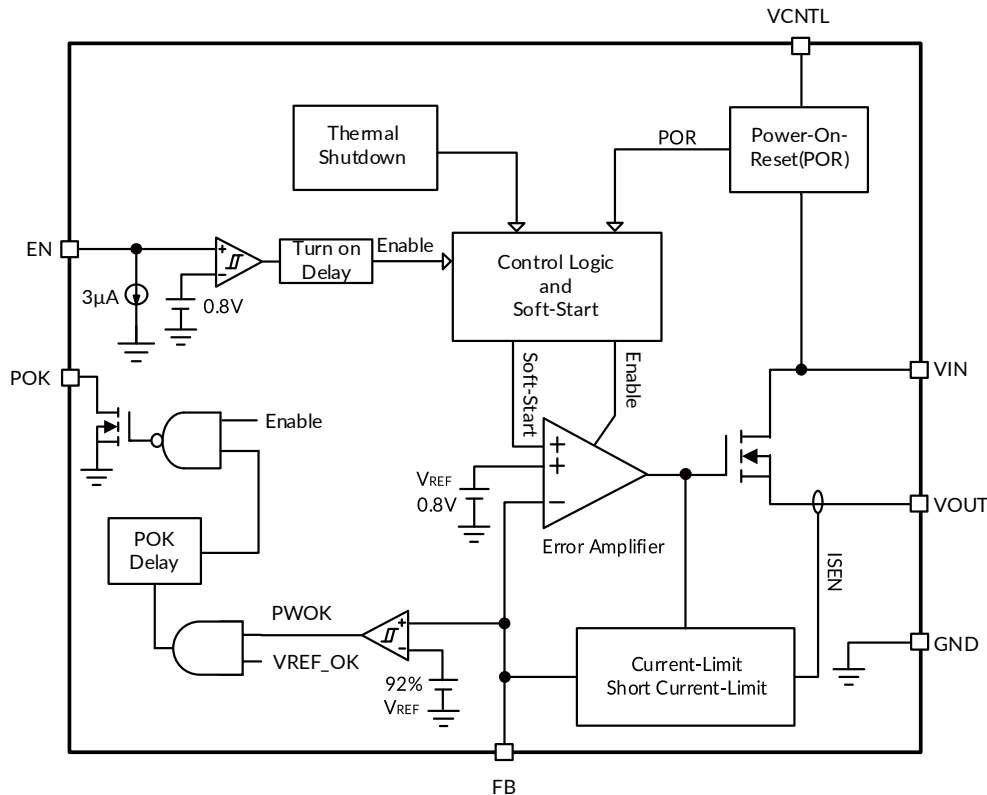 VCNTL
Thermal
Shutdown
POR
Power-On-
Reset(POR)
EN
+
−
3µA
0.8V
Turn on
Delay
Enable
Control Logic
and
Soft-Start
Soft-Start
Enable
VIN
POK
Enable
+
+
−
VREF
0.8V
Error Amplifier
VOUT
ISEN
POK
Delay
PWOK
VREF_OK
+
−
92%
VREF
Current-Limit
Short Current-Limit
GND
FB